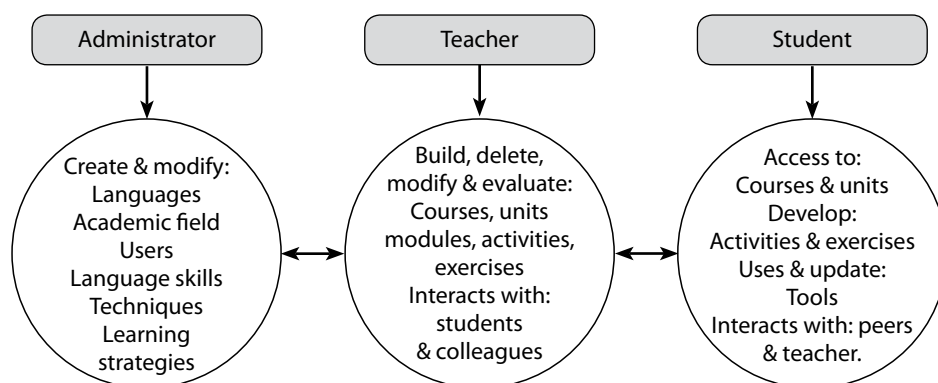 Administrator
Teacher
Student
Create & modify:
Languages
Academic field
Users
Language skills
Techniques
Learning
strategies
Build, delete,
modify & evaluate:
Courses, units
modules, activities,
exercises
Interacts with:
students
& colleagues
Access to:
Courses & units
Develop:
Activities & exercises
Uses & update:
Tools
Interacts with: peers
& teacher.